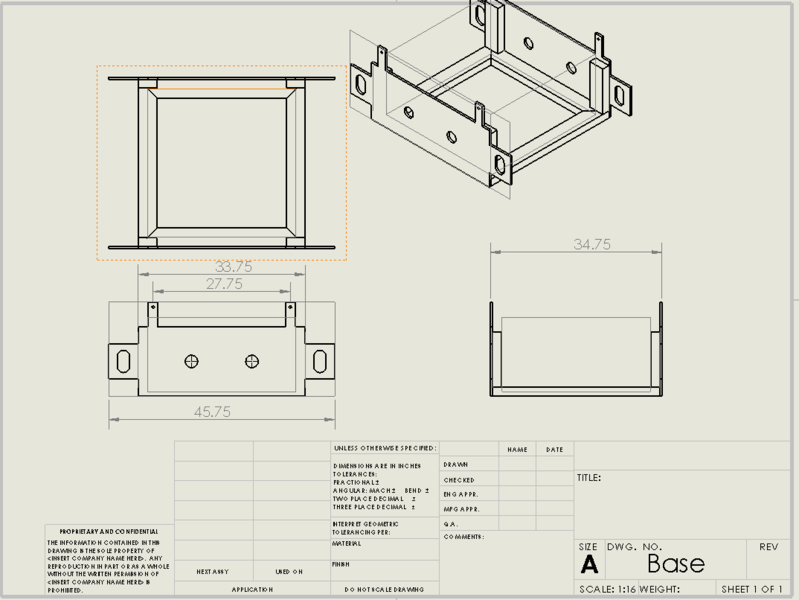 33.75
27.75
34.75
45.75
UNLESS OTHERWISE SPECIFIED:
NAME
DATE
DIMENSIONS ARE IN INCHES
TOLERANCES:
FRACTIONAL±
ANGULAR: MACH± BEND ±
TWO PLACE DECIMAL ±
THREE PLACE DECIMAL ±
DRAWN
CHECKED
ENG APPR.
MFG APPR.
Q.A.
COMMENTS:
INTERPRET GEOMETRIC
TOLERANCING PER:
MATERIAL
FINISH
DO NOT SCALE DRAWING
TITLE:
SIZE
A
DWG. NO.
Base
REV
SCALE: 1:16
WEIGHT:
SHEET 1 OF 1
PROPRIETARY AND CONFIDENTIAL
THE INFORMATION CONTAINED IN THIS
DRAWING IS THE SOLE PROPERTY OF
<INSERT COMPANY NAME HERE>. ANY
REPRODUCTION IN PART OR AS A WHOLE
WITHOUT THE WRITTEN PERMISSION OF
<INSERT COMPANY NAME HERE> IS
PROHIBITED.
NEXT ASSY
USED ON
APPLICATION